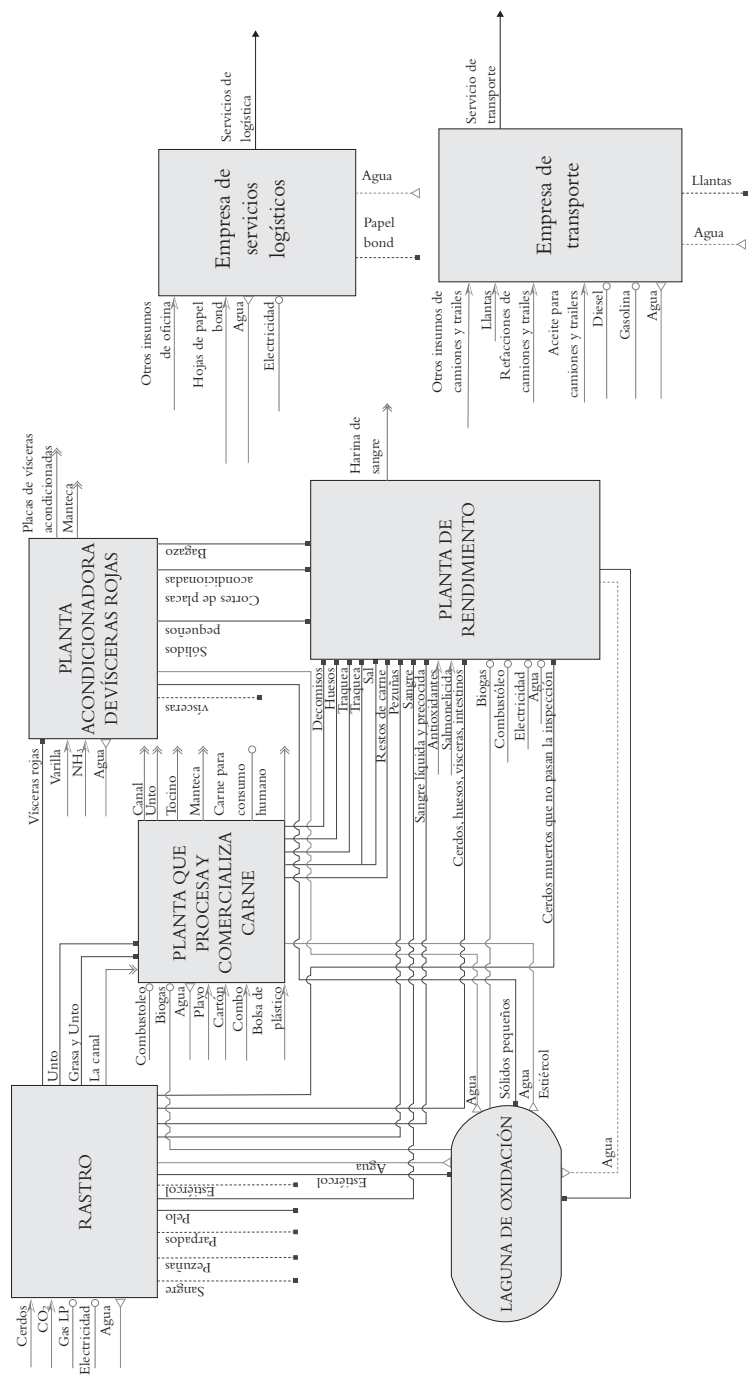 Cerdos
CO₂
Gas LP
Electricidad
Agua
RASTRO
Sangre
Pezuñas
Parpados
Pelo
Estiércol
Estiércol
Agua
Unto
Grasa y Unto
La canal
Vísceras rojas
Combustoleo
Biogas
Agua
Playo
Cartón
Combo
Bolsa de
plástico
PLANTA QUE
PROCESA Y
COMERCIALIZA
CARNE
Canal
Unto
Tocino
Manteca
Carne para
consumo
humano
Varilla
NH₃
Agua
PLANTA
ACONDICIONADORA
DEVÍSCERAS ROJAS
Placas de vísceras
acondicionadas
Manteca
vísceras
Sólidos
pequeños
Cortes de placas
acondicionadas
Bagazo
LAGUNA DE OXIDACIÓN
Agua
Sólidos pequeños
Agua
Estiércol
Agua
Decomisos
Huesos
Traquea
Traquea
Sal
Restos de carne
Pezuñas
Sangre
Sangre líquida y precocida
Antioxidantes
Salmonelicida
Cerdos, huesos, vísceras, intestinos
Biogas
Combustóleo
Electricidad
Agua
Cerdos muertos que no pasan la inspección
PLANTA DE
RENDIMIENTO
Harina de
sangre
Otros insumos
de oficina
Hojas de papel
bond
Agua
Electricidad
Empresa de
servicios
logísticos
Servicios de
logística
Agua
Papel
bond
Otros insumos de
camiones y trailes
Llantas
Refacciones de
camiones y trailes
Aceite para
camiones y trailers
Diesel
Gasolina
Agua
Empresa de
transporte
Servicio de
transporte
Llantas
Agua